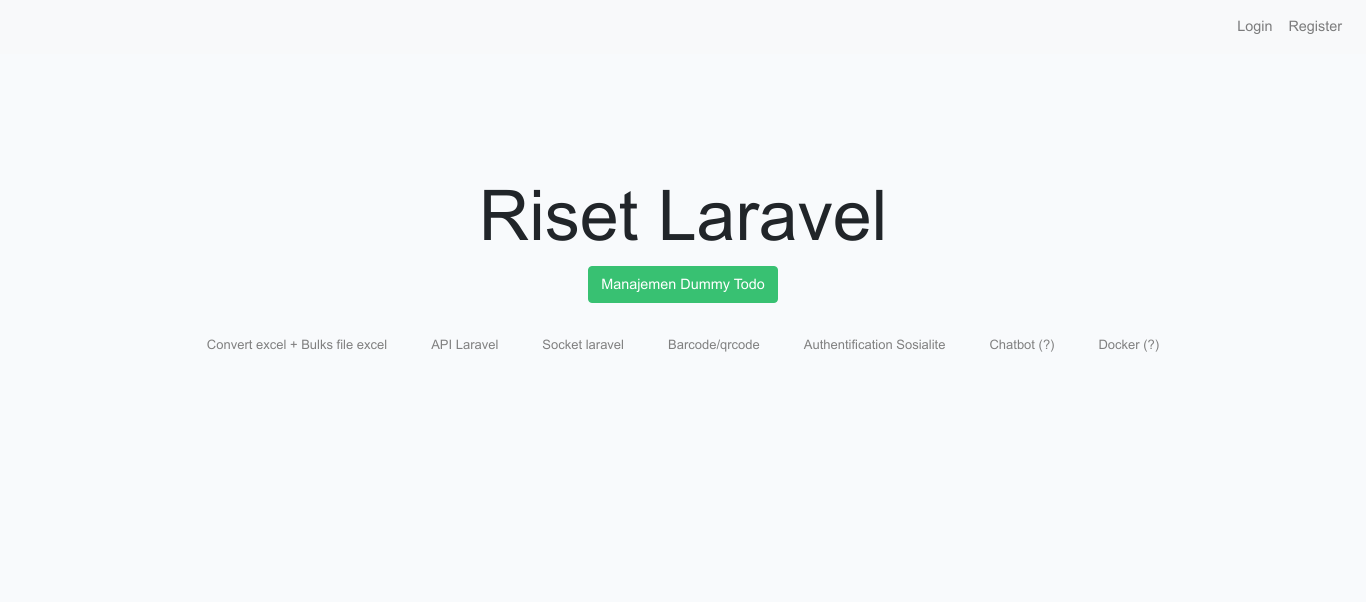 Login Register
Riset Laravel
Manajemen Dummy Todo
Convert excel + Bulks file excel API Laravel Socket laravel Barcode/qrcode Authentification Sosialite Chatbot (?) Docker (?)